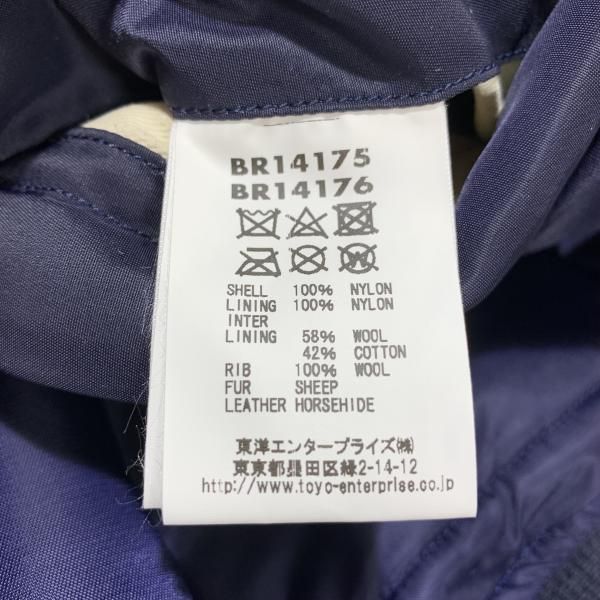 BR14175
BR14176
SHELL 100% NYLON
LINING 100% NYLON
INTER
LINING 58% WOOL
42% COTTON
RIB 100% WOOL
FUR SHEEP
LEATHER HORSEHIDE
東洋エンタープライズ㈱
東京都墨田区緑2-14-12
http://www.toyo-enterprise.co.jp